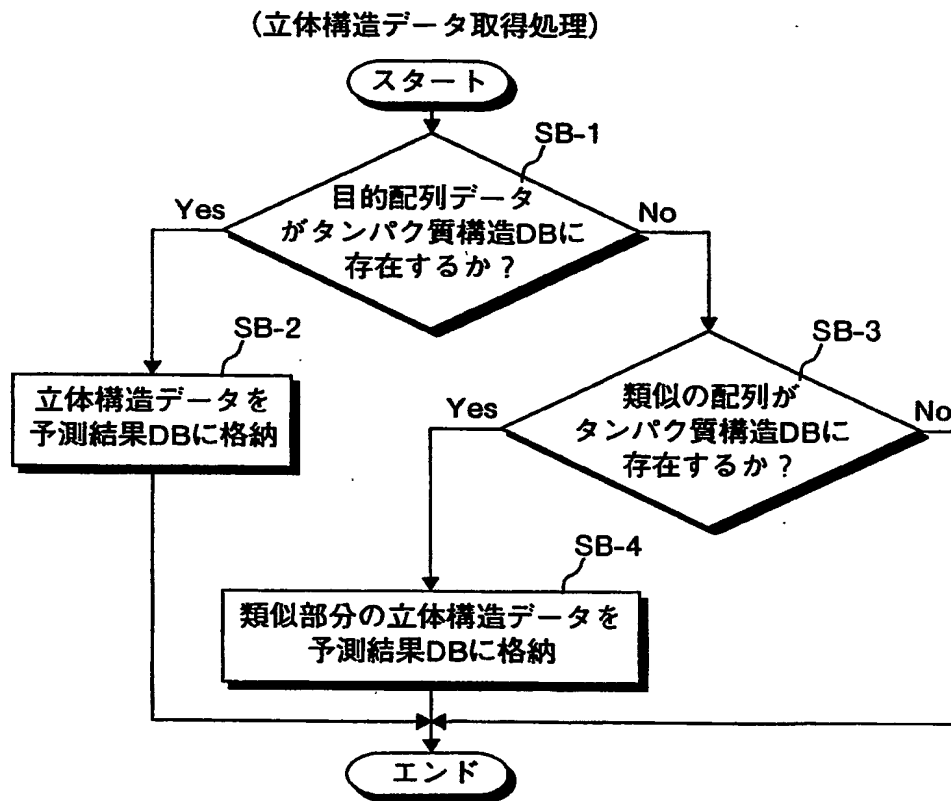 (立体構造データ取得処理)
スタート
SB-1
目的配列データ
がタンパク質構造DBに
存在するか?
Yes
No
SB-2
立体構造データを
予測結果DBに格納
SB-3
類似の配列が
タンパク質構造DBに
存在するか?
Yes
No
SB-4
類似部分の立体構造データを
予測結果DBに格納
エンド